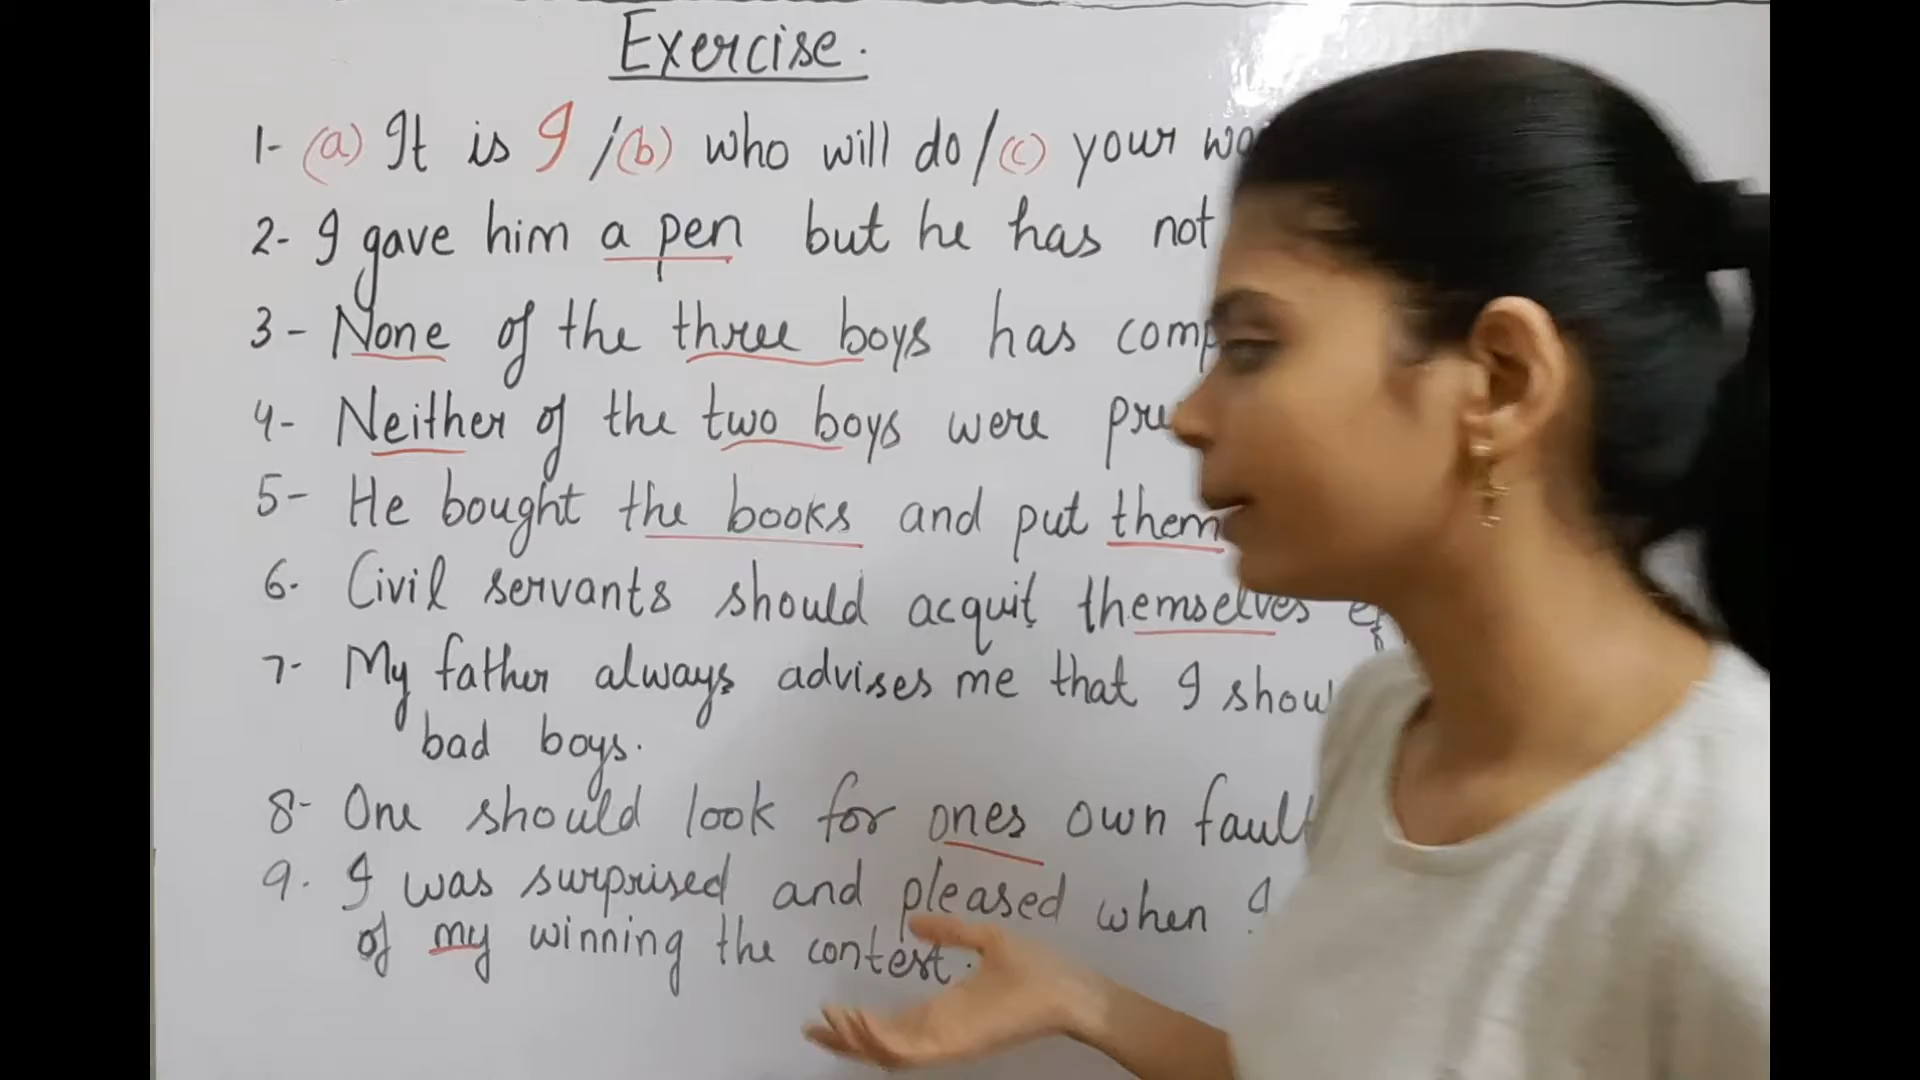 Exercise.
1- (a) It is I /(b) who will do/(c) your
2- I gave him a pen but he has not
3- None of the three boys has
4- Neither of the two boys were
5- He bought the books and put them
6. Civil servants should acquit themselves
7- My father always advises me that I
bad boys.
8- One should look for ones own
9. I was surprised and pleased when I
of my winning the contest.